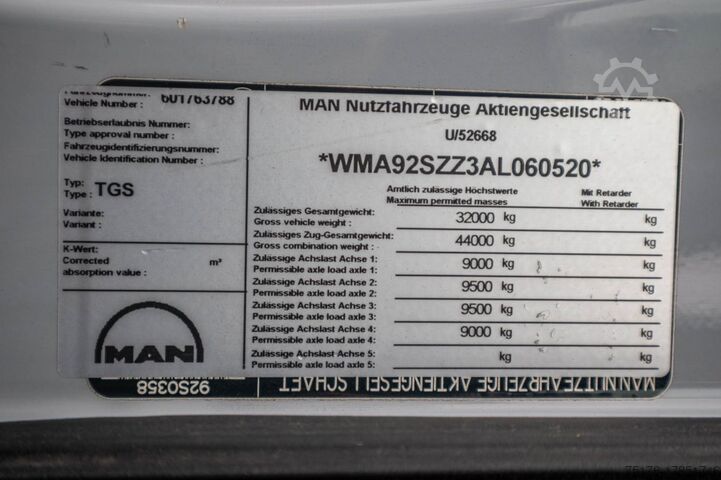 Fahrzeugnummer:
Vehicle Number : 601763788
Betriebserlaubnis Nummer:
Type approval number :
Fahrzeugidentifizierungsnummer:
Vehicle Identification Number :
Typ:
Type : TGS
Variante:
Variant :
K-Wert:
Corrected m³
absorption value :
MAN
MAN Nutzfahrzeuge Aktiengesellschaft
U/52668
*WMA92SZZ3AL060520*
Amtlich zulässige Höchstwerte Mit Retarder
Maximum permitted masses With Retarder
Zulässiges Gesamtgewicht:
Gross vehicle weight : 32000 kg kg
Zulässiges Zug-Gesamtgewicht:
Gross combination weight : 44000 kg kg
Zulässige Achslast Achse 1:
Permissible axle load axle 1: 9000 kg kg
Zulässige Achslast Achse 2:
Permissible axle load axle 2: 9500 kg kg
Zulässige Achslast Achse 3:
Permissible axle load axle 3: 9500 kg kg
Zulässige Achslast Achse 4:
Permissible axle load axle 4: 9000 kg kg
Zulässige Achslast Achse 5:
Permissible axle load axle 5: kg kg
92S0358 MAN NUTZFAHRZEUGE AKTIENGESELLSCHAFT